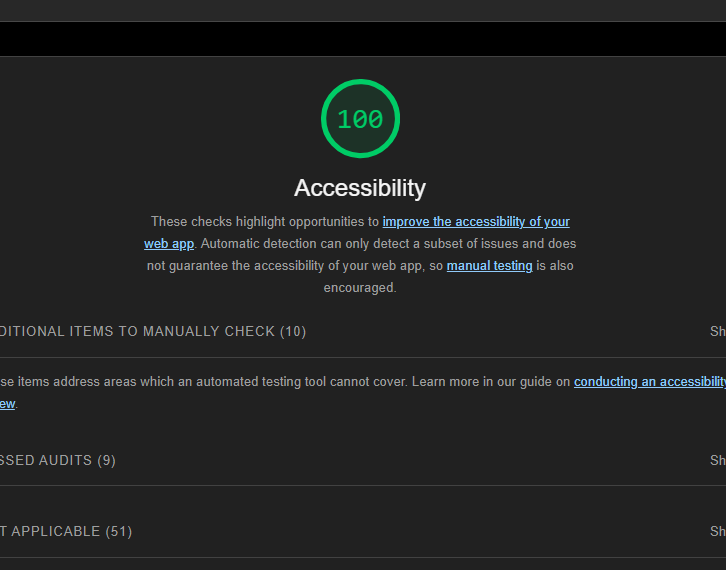 100
Accessibility
These checks highlight opportunities to improve the accessibility of your
web app. Automatic detection can only detect a subset of issues and does
not guarantee the accessibility of your web app, so manual testing is also
encouraged.
DITIONAL ITEMS TO MANUALLY CHECK (10) Sh
se items address areas which an automated testing tool cannot cover. Learn more in our guide on conducting an accessibility
ew.
SSED AUDITS (9) Sh
T APPLICABLE (51) Sh